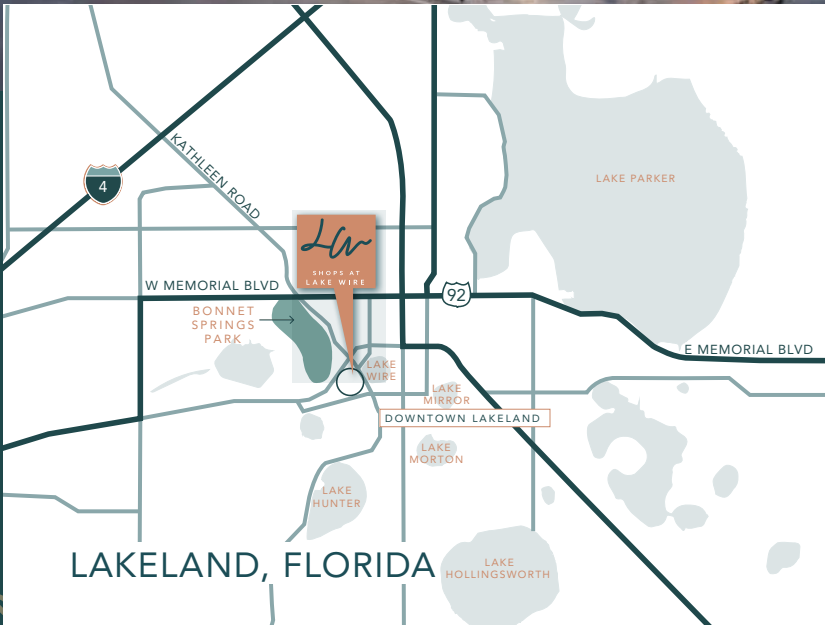 KATHLEEN ROAD
LAKE PARKER
4
LW
SHOPS AT
LAKE WIRE
W MEMORIAL BLVD
92
BONNET
SPRINGS
PARK
E MEMORIAL BLVD
LAKE
WIRE
LAKE
MIRROR
DOWNTOWN LAKELAND
LAKE
MORTON
LAKE
HUNTER
LAKELAND, FLORIDA
LAKE
HOLLINGSWORTH